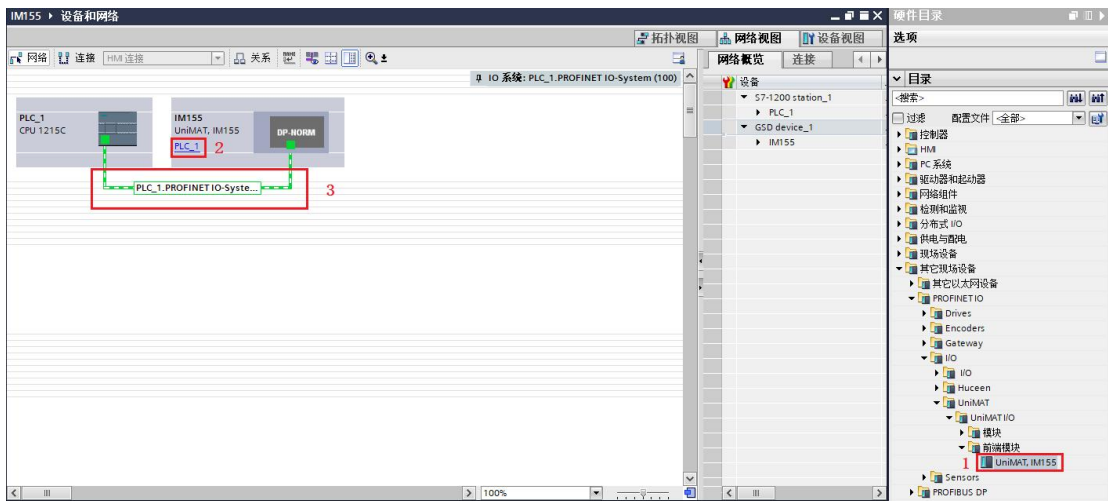 IM155 ▸ 设备和网络
硬件目录
拓扑视图
网络视图
设备视图
选项
网络
连接
HMI 连接
关系
网络概览
连接
IO 系统: PLC_1.PROFINET IO-System (100)
设备
S7-1200 station_1
PLC_1
GSD device_1
IM155
PLC_1
CPU 1215C
IM155
UniMAT, IM155
PLC_1
2
DP-NORM
PLC_1.PROFINET IO-Syste...
3
100%
目录
<搜索>
过滤
配置文件 <全部>
控制器
HMI
PC 系统
驱动器和起动器
网络组件
检测和监视
分布式 I/O
供电与配电
现场设备
其它现场设备
其它以太网设备
PROFINET IO
Drives
Encoders
Gateway
I/O
I/O
Huceen
UniMAT
UniMAT I/O
模块
前端模块
1 UniMAT, IM155
Sensors
PROFIBUS DP